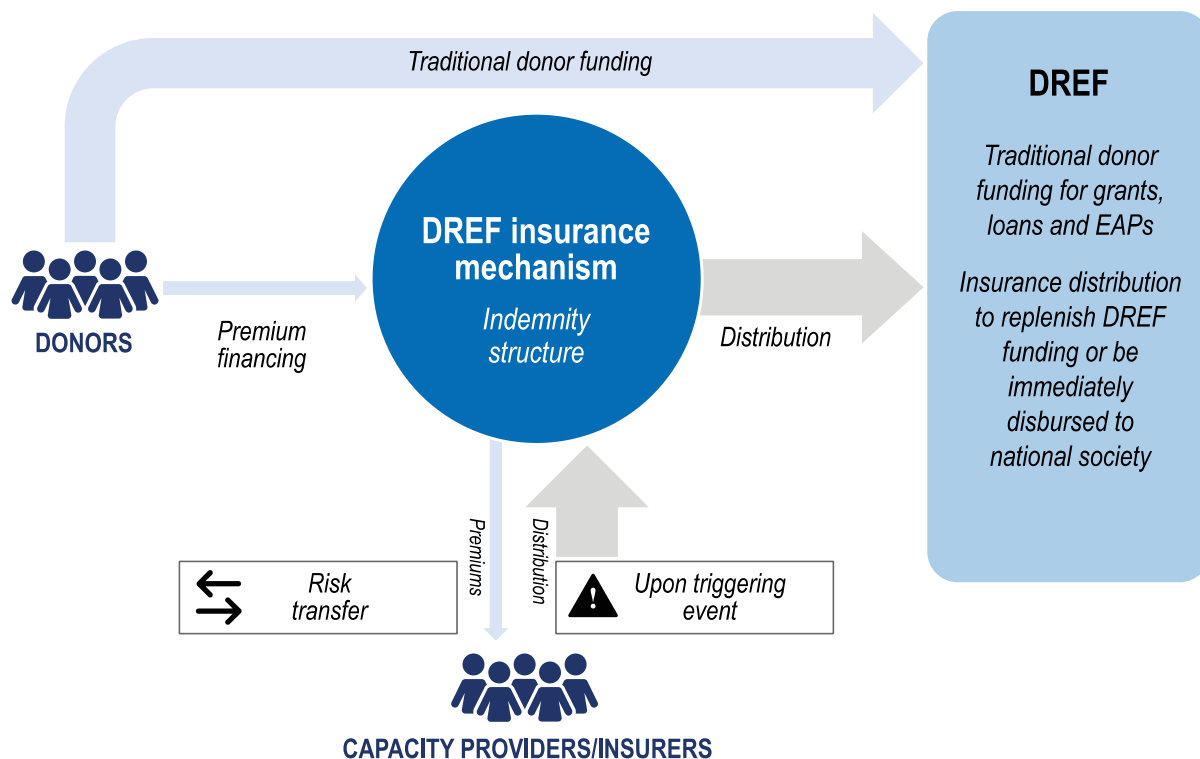 Traditional donor funding
DREF
Traditional donor
funding for grants,
loans and EAPs
Insurance distribution
to replenish DREF
funding or be
immediately
disbursed to
national society
DREF insurance
mechanism
Indemnity
structure
DONORS
Premium
financing
Distribution
Premiums
Distribution
Risk
transfer
Upon triggering
event
CAPACITY PROVIDERS/INSURERS